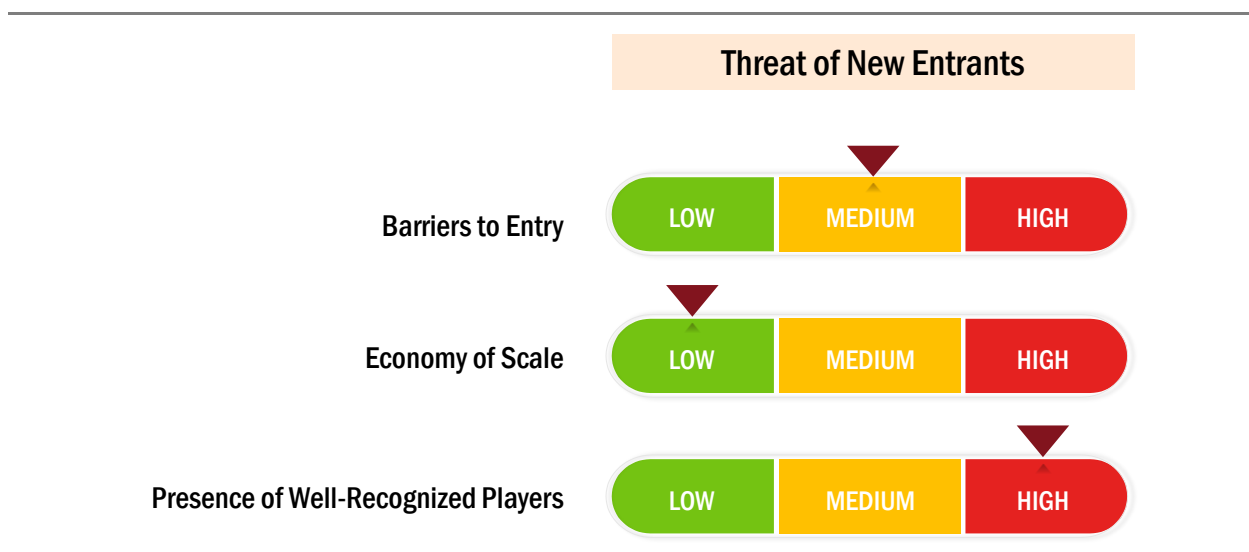 Threat of New Entrants
Barriers to Entry
LOW
MEDIUM
HIGH
Economy of Scale
LOW
MEDIUM
HIGH
Presence of Well-Recognized Players
LOW
MEDIUM
HIGH